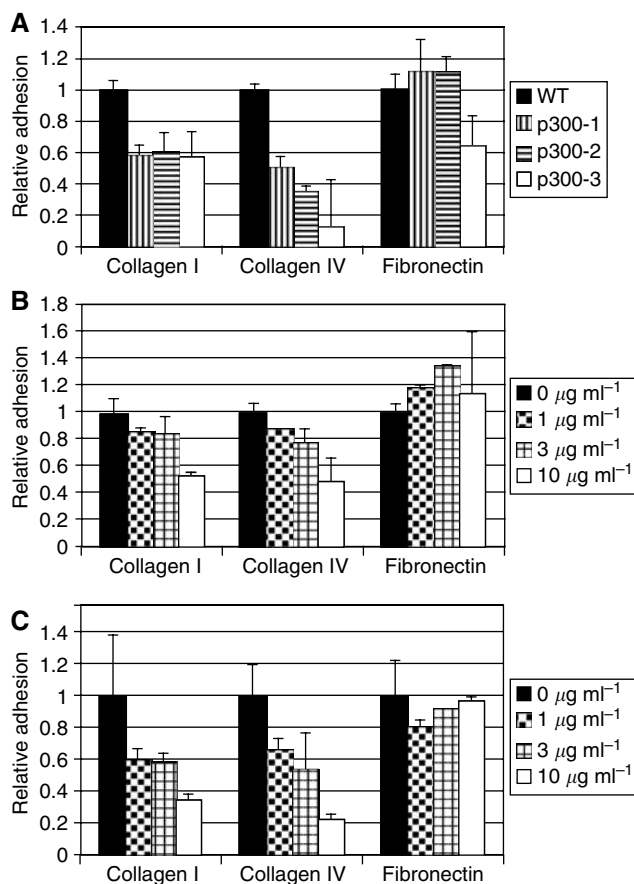 A
Relative adhesion
1.4
1.2
1
0.8
0.6
0.4
0.2
0
Collagen I Collagen IV Fibronectin
WT
p300-1
p300-2
p300-3
B
Relative adhesion
1.8
1.6
1.4
1.2
1
0.8
0.6
0.4
0.2
0
Collagen I Collagen IV Fibronectin
0 μg ml⁻¹
1 μg ml⁻¹
3 μg ml⁻¹
10 μg ml⁻¹
C
Relative adhesion
1.4
1.2
1
0.8
0.6
0.4
0.2
0
Collagen I Collagen IV Fibronectin
0 μg ml⁻¹
1 μg ml⁻¹
3 μg ml⁻¹
10 μg ml⁻¹